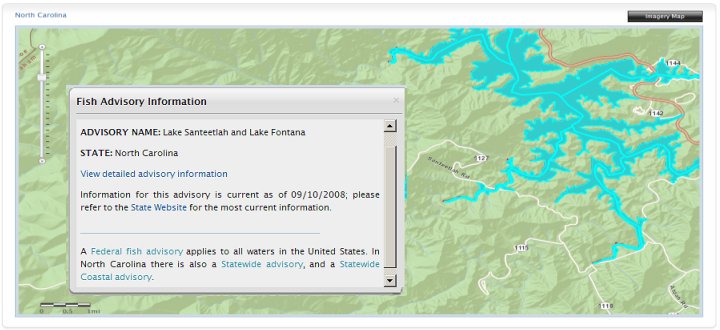 North Carolina
Imagery Map
1144
1142
127
Santeetlah Rd
1115
1116
Fish Advisory Information
ADVISORY NAME: Lake Santeetlah and Lake Fontana
STATE: North Carolina
View detailed advisory information
Information for this advisory is current as of 09/10/2008; please
refer to the State Website for the most current information.
A Federal fish advisory applies to all waters in the United States. In
North Carolina there is also a Statewide advisory, and a Statewide
Coastal advisory.
0 0.5 1mi